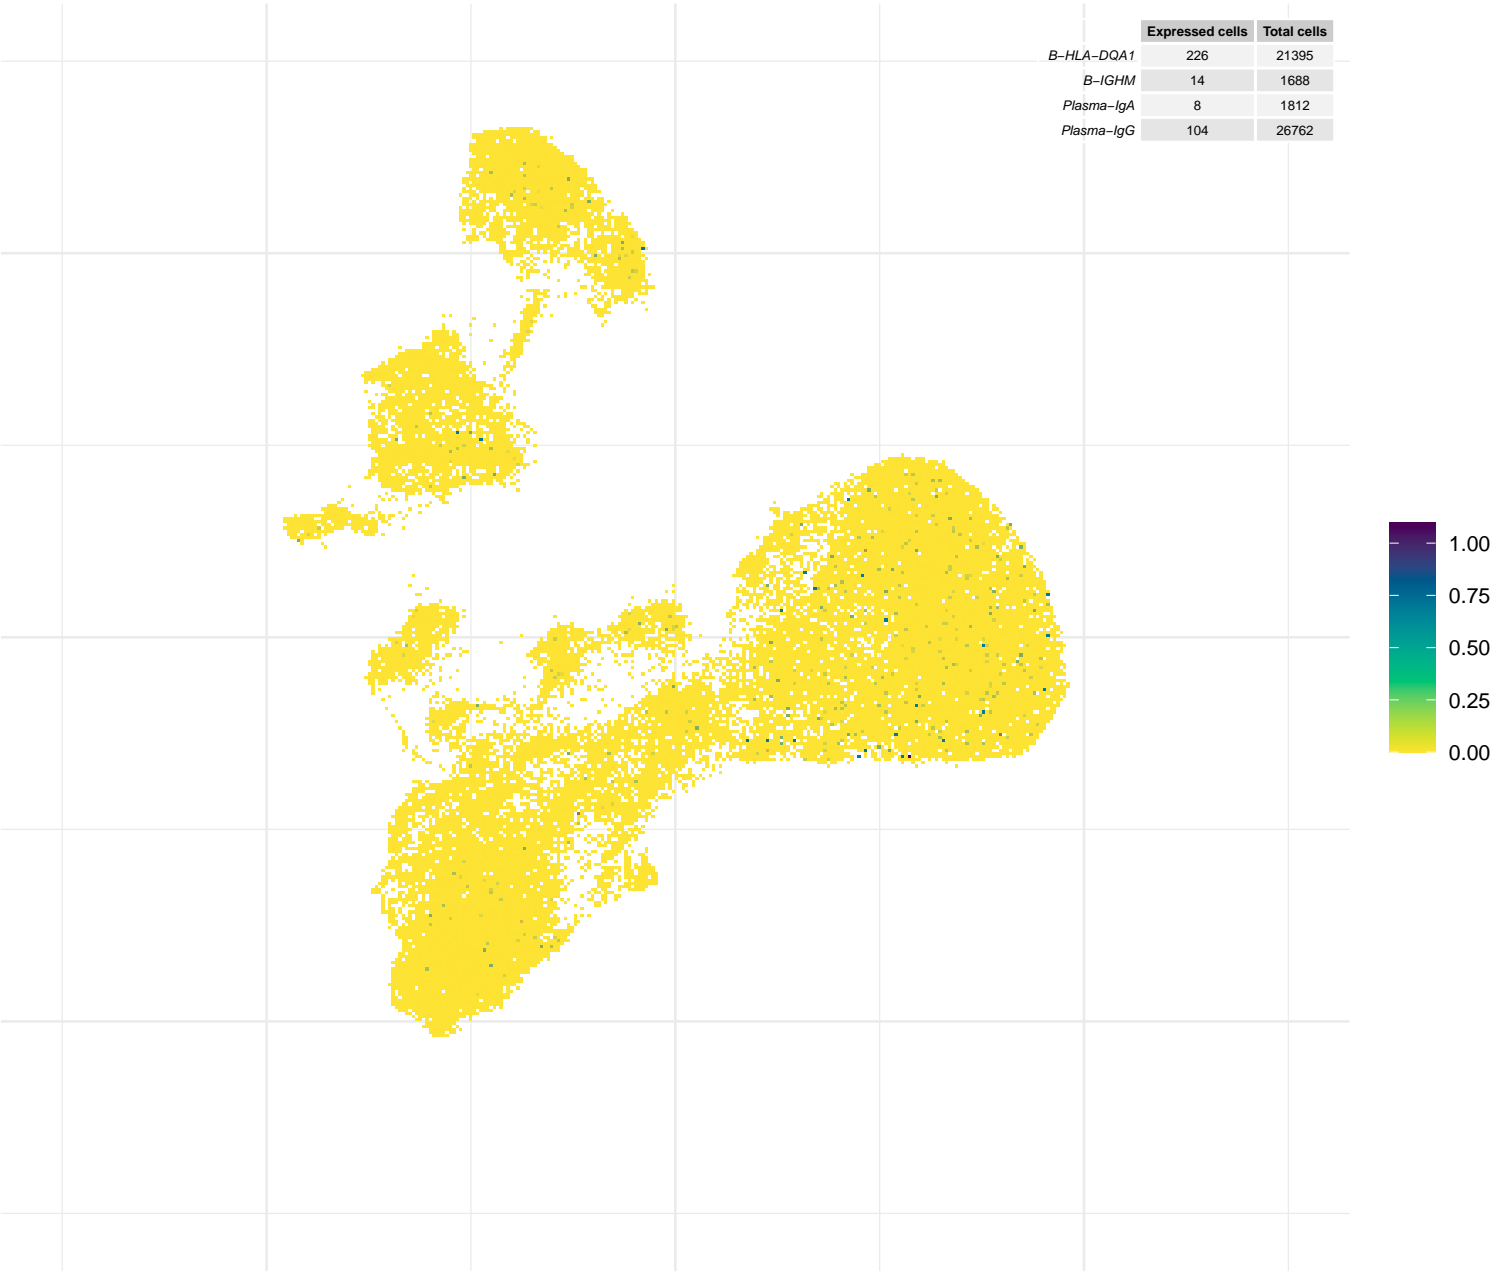 Expressed cells Total cells
B−HLA−DQA1 226 21395
B−IGHM 14 1688
Plasma−IgA 8 1812
Plasma−IgG 104 26762
1.00
0.75
0.50
0.25
0.00